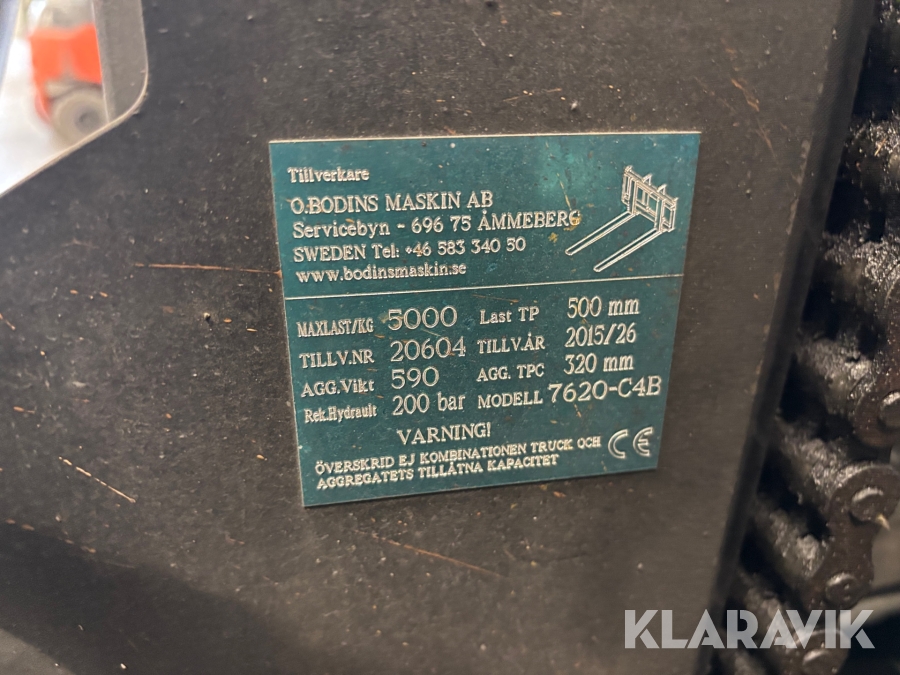 Tillverkare
O.BODINS MASKIN AB
Servicebyn - 696 75 ÅMMEBERG
SWEDEN Tel: +46 583 340 50
www.bodinsmaskin.se
MAXLAST/KG 5000 Last TP 500 mm
TILLV.NR 20604 TILLV.ÅR 2015/26
AGG.Vikt 590 AGG. TPC 320 mm
Rek.Hydrault 200 bar MODELL 7620-C4B
VARNING!
ÖVERSKRID EJ KOMBINATIONEN TRUCK OCH
AGGREGATETS TILLÅTNA KAPACITET
CE
KLARAVIK